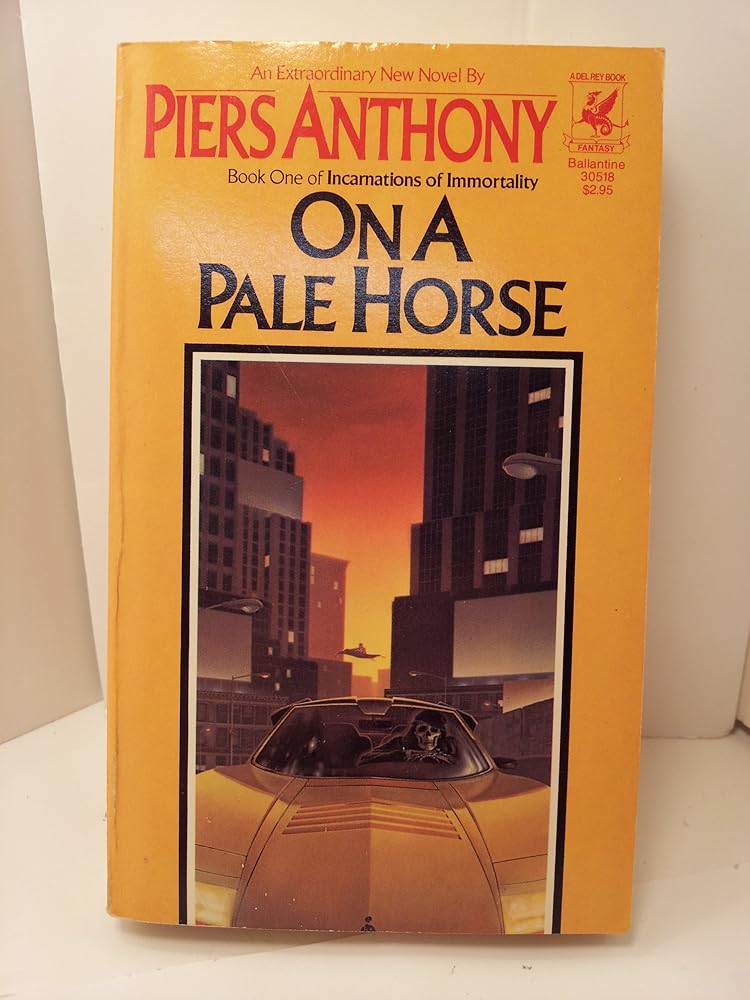 An Extraordinary New Novel By
PIERS ANTHONY
Book One of Incarnations of Immortality
A DEL REY BOOK
FANTASY
Ballantine
30518
$2.95
ON A
PALE HORSE